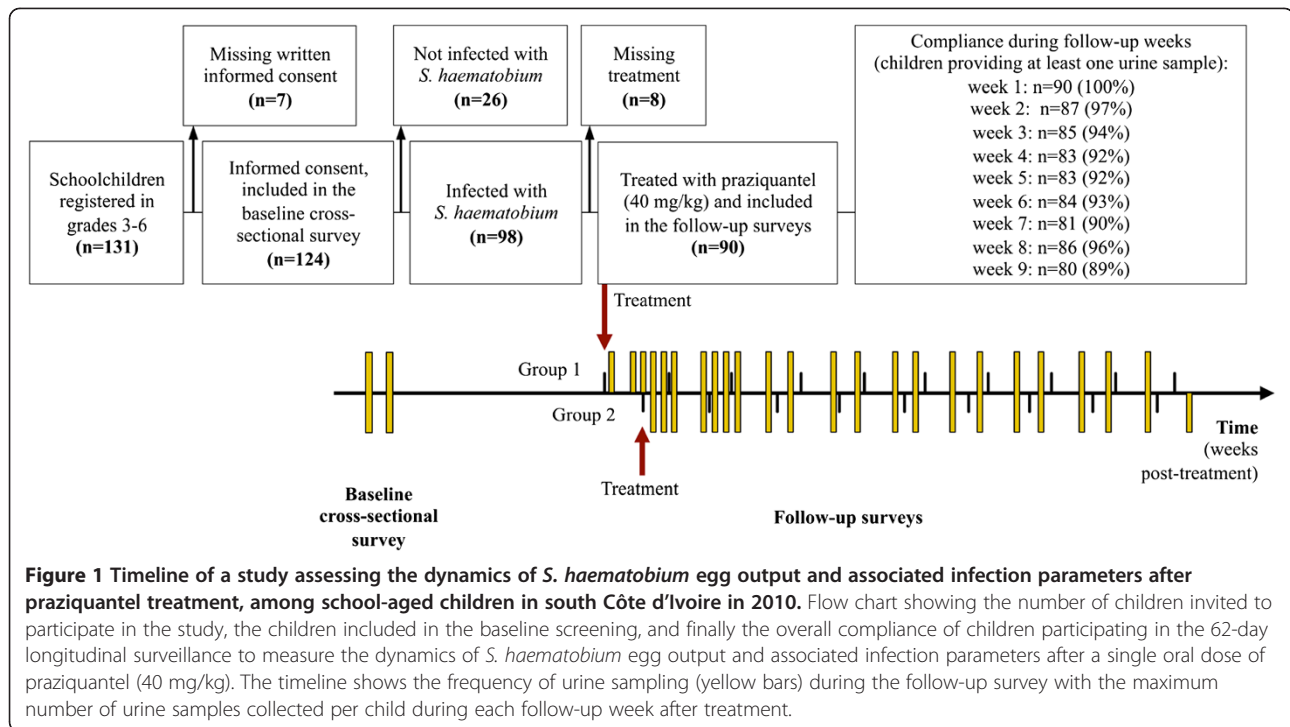 Missing written
informed consent
(n=7)
Not infected with
S. haematobium
(n=26)
Missing
treatment
(n=8)
Compliance during follow-up weeks
(children providing at least one urine sample):
week 1: n=90 (100%)
week 2: n=87 (97%)
week 3: n=85 (94%)
week 4: n=83 (92%)
week 5: n=83 (92%)
week 6: n=84 (93%)
week 7: n=81 (90%)
week 8: n=86 (96%)
week 9: n=80 (89%)
Schoolchildren
registered in
grades 3-6
(n=131)
Informed consent,
included in the
baseline cross-
sectional survey
(n=124)
Infected with
S. haematobium
(n=98)
Treated with praziquantel
(40 mg/kg) and included
in the follow-up surveys
(n=90)
Treatment
Group 1
Group 2
Time
(weeks
post-treatment)
Treatment
Baseline
cross-sectional
survey
Follow-up surveys
Figure 1 Timeline of a study assessing the dynamics of S. haematobium egg output and associated infection parameters after
praziquantel treatment, among school-aged children in south Côte d'Ivoire in 2010. Flow chart showing the number of children invited to
participate in the study, the children included in the baseline screening, and finally the overall compliance of children participating in the 62-day
longitudinal surveillance to measure the dynamics of S. haematobium egg output and associated infection parameters after a single oral dose of
praziquantel (40 mg/kg). The timeline shows the frequency of urine sampling (yellow bars) during the follow-up survey with the maximum
number of urine samples collected per child during each follow-up week after treatment.